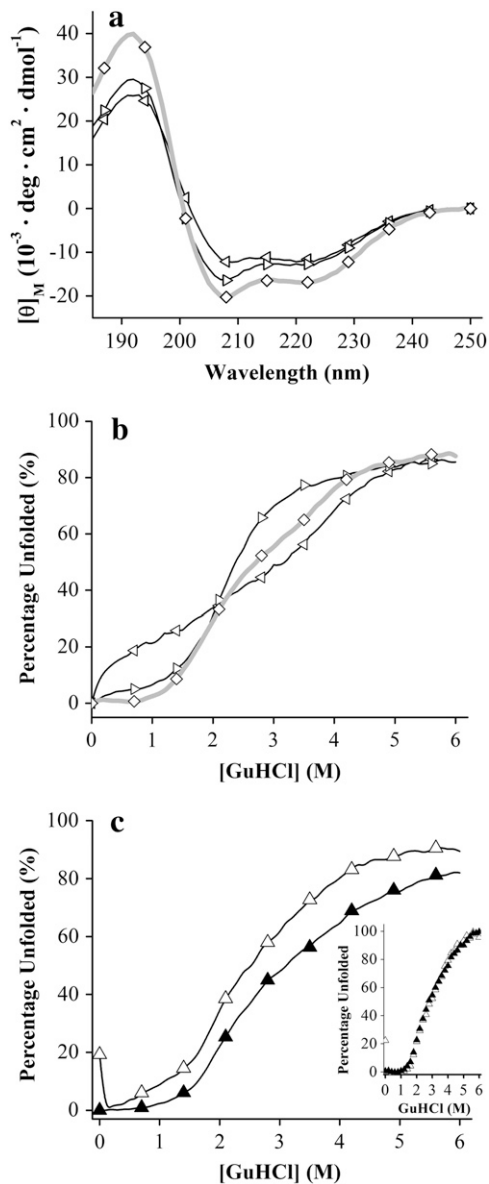 a
40
30
20
10
0
-10
-20
[θ]M (10-3 · deg · cm2 · dmol-1)
190 200 210 220 230 240 250
Wavelength (nm)
b
100
80
60
40
20
0
Percentage Unfolded (%)
0 1 2 3 4 5 6
[GuHCl] (M)
c
100
80
60
40
20
0
Percentage Unfolded (%)
0 1 2 3 4 5 6
[GuHCl] (M)
100
80
60
40
20
0
Percentage Unfolded
0 1 2 3 4 5 6
GuHCl (M)